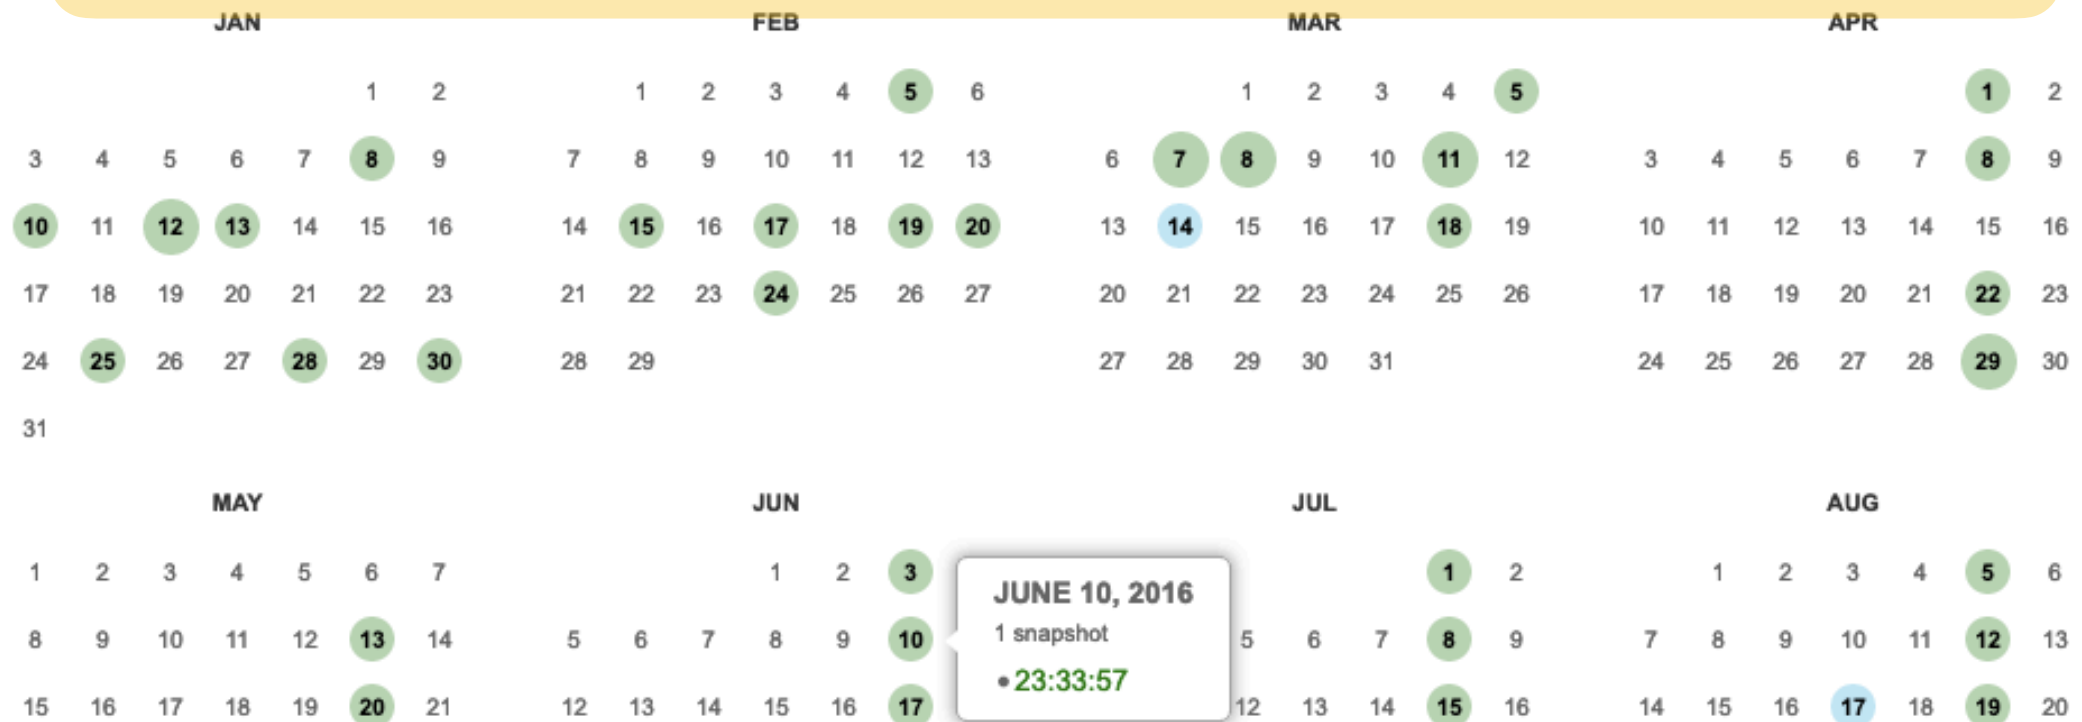 JAN FEB MAR APR
1 2 1 2 3 4 5 6 1 2 3 4 5 1 2
3 4 5 6 7 8 9 7 8 9 10 11 12 13 6 7 8 9 10 11 12 3 4 5 6 7 8 9
10 11 12 13 14 15 16 14 15 16 17 18 19 20 13 14 15 16 17 18 19 10 11 12 13 14 15 16
17 18 19 20 21 22 23 21 22 23 24 25 26 27 20 21 22 23 24 25 26 17 18 19 20 21 22 23
24 25 26 27 28 29 30 28 29 27 28 29 30 31 24 25 26 27 28 29 30
31
MAY JUN JUL AUG
1 2 3 4 5 6 7 1 2 3 1 2 1 2 3 4 5 6
JUNE 10, 2016
1 snapshot
8 9 10 11 12 13 14 5 6 7 8 9 10 5 6 7 8 9 7 8 9 10 11 12 13
• 23:33:57
15 16 17 18 19 20 21 12 13 14 15 16 17 12 13 14 15 16 14 15 16 17 18 19 20